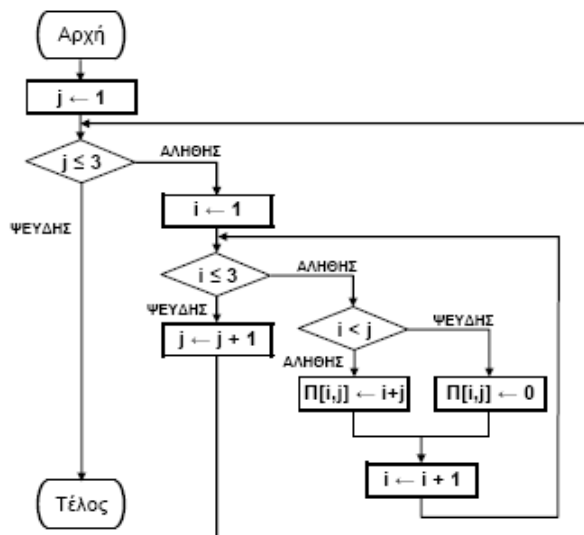 Αρχή
j ← 1
j ≤ 3
ΑΛΗΘΗΣ
ΨΕΥΔΗΣ
i ← 1
i ≤ 3
ΑΛΗΘΗΣ
ΨΕΥΔΗΣ
j ← j + 1
i < j
ΨΕΥΔΗΣ
ΑΛΗΘΗΣ
Π[i,j] ← i+j
Π[i,j] ← 0
i ← i + 1
Τέλος